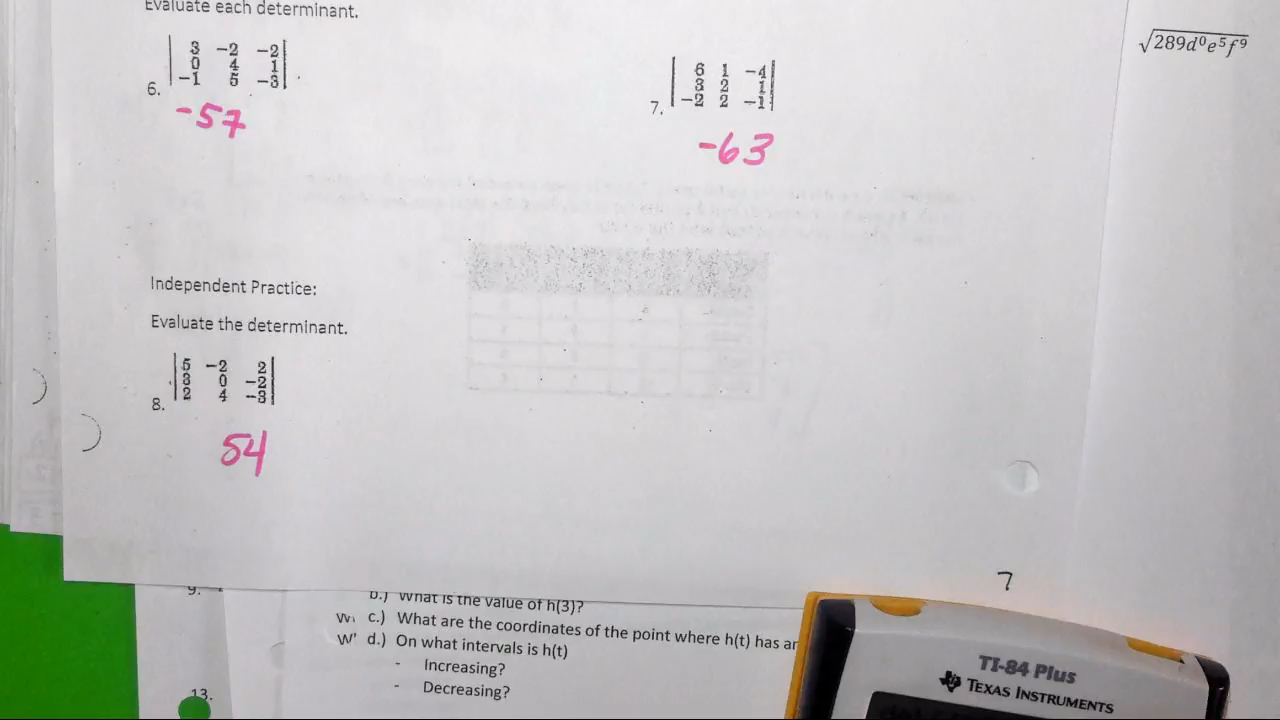 Evaluate each determinant.
6. | 3 -2 -2 |
| 0 4 1 |
| -1 5 -3 |
-57
7. | 6 1 -4 |
| 3 2 1 |
| -2 2 -1 |
-63
√289d⁰e⁵f⁹
Independent Practice:
Evaluate the determinant.
8. | 5 -2 2 |
| 3 0 -2 |
| 2 4 -3 |
54
7
9.
b.) What is the value of h(3)?
c.) What are the coordinates of the point where h(t) has
d.) On what intervals is h(t)
- Increasing?
- Decreasing?
13.
TI-84 Plus
TEXAS INSTRUMENTS